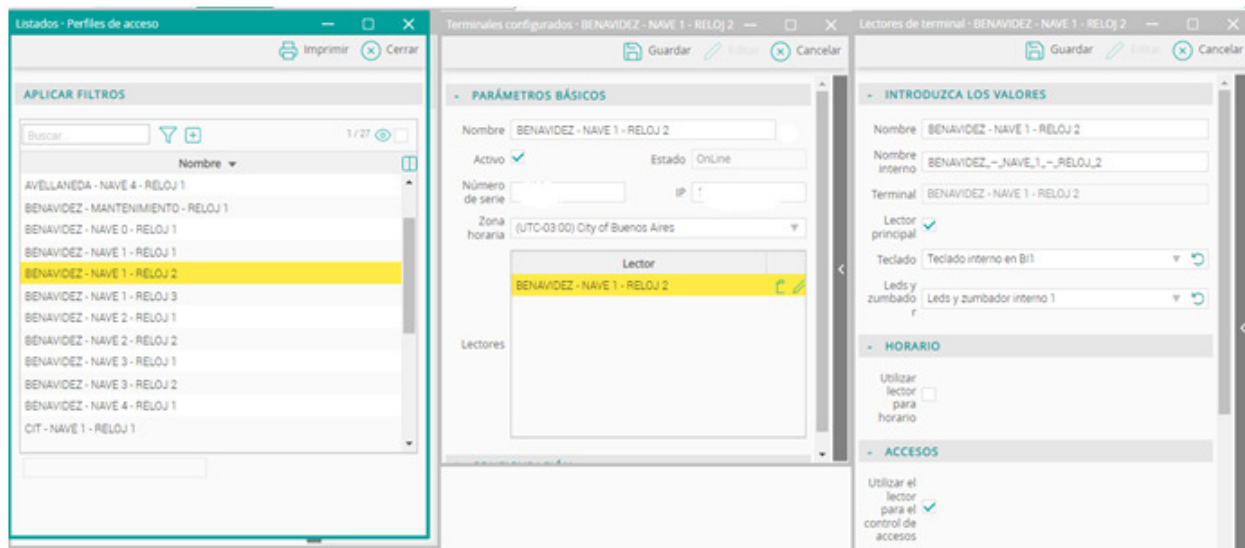 Listados · Perfiles de acceso
Imprimir
Cerrar
APLICAR FILTROS
Buscar...
1 / 27
Nombre
AVELLANEDA - NAVE 4 - RELOJ 1
BENAVIDEZ - MANTENIMIENTO - RELOJ 1
BENAVIDEZ - NAVE 0 - RELOJ 1
BENAVIDEZ - NAVE 1 - RELOJ 1
BENAVIDEZ - NAVE 1 - RELOJ 2
BENAVIDEZ - NAVE 1 - RELOJ 3
BENAVIDEZ - NAVE 2 - RELOJ 1
BENAVIDEZ - NAVE 2 - RELOJ 2
BENAVIDEZ - NAVE 3 - RELOJ 1
BENAVIDEZ - NAVE 3 - RELOJ 2
BENAVIDEZ - NAVE 4 - RELOJ 1
CIT - NAVE 1 - RELOJ 1
Terminales configurados · BENAVIDEZ - NAVE 1 - RELOJ 2
Guardar
Editar
Cancelar
- PARÁMETROS BÁSICOS
Nombre BENAVIDEZ - NAVE 1 - RELOJ 2
Activo
Estado OnLine
Número de serie
IP
Zona horaria (UTC-03:00) City of Buenos Aires
Lector
BENAVIDEZ - NAVE 1 - RELOJ 2
Lectores
Lectores de terminal · BENAVIDEZ - NAVE 1 - RELOJ 2
Guardar
Editar
Cancelar
- INTRODUZCA LOS VALORES
Nombre BENAVIDEZ - NAVE 1 - RELOJ 2
Nombre interno BENAVIDEZ_-_NAVE_1_-_RELOJ_2
Terminal BENAVIDEZ - NAVE 1 - RELOJ 2
Lector principal
Teclado Teclado interno en BI1
Leds y zumbado r Leds y zumbador interno 1
- HORARIO
Utilizar
lector
para
horario
- ACCESOS
Utilizar el
lector
para el
control de
accesos